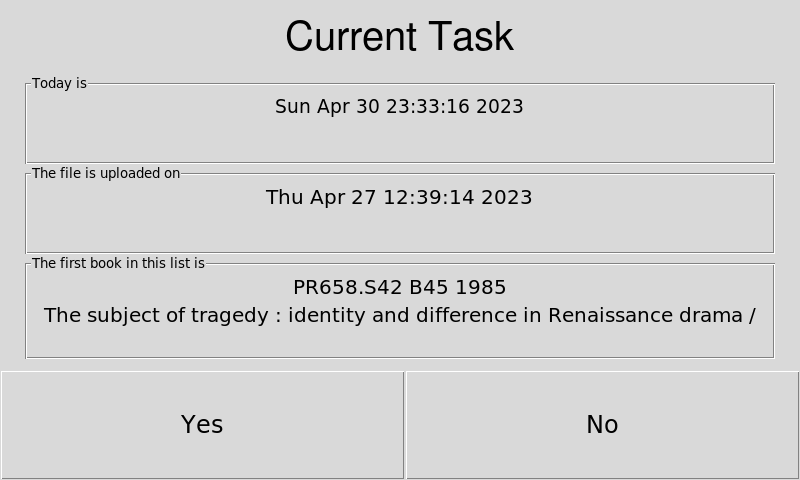 Current Task
Today is
Sun Apr 30 23:33:16 2023
The file is uploaded on
Thu Apr 27 12:39:14 2023
The first book in this list is
PR658.S42 B45 1985
The subject of tragedy : identity and difference in Renaissance drama /
Yes
No